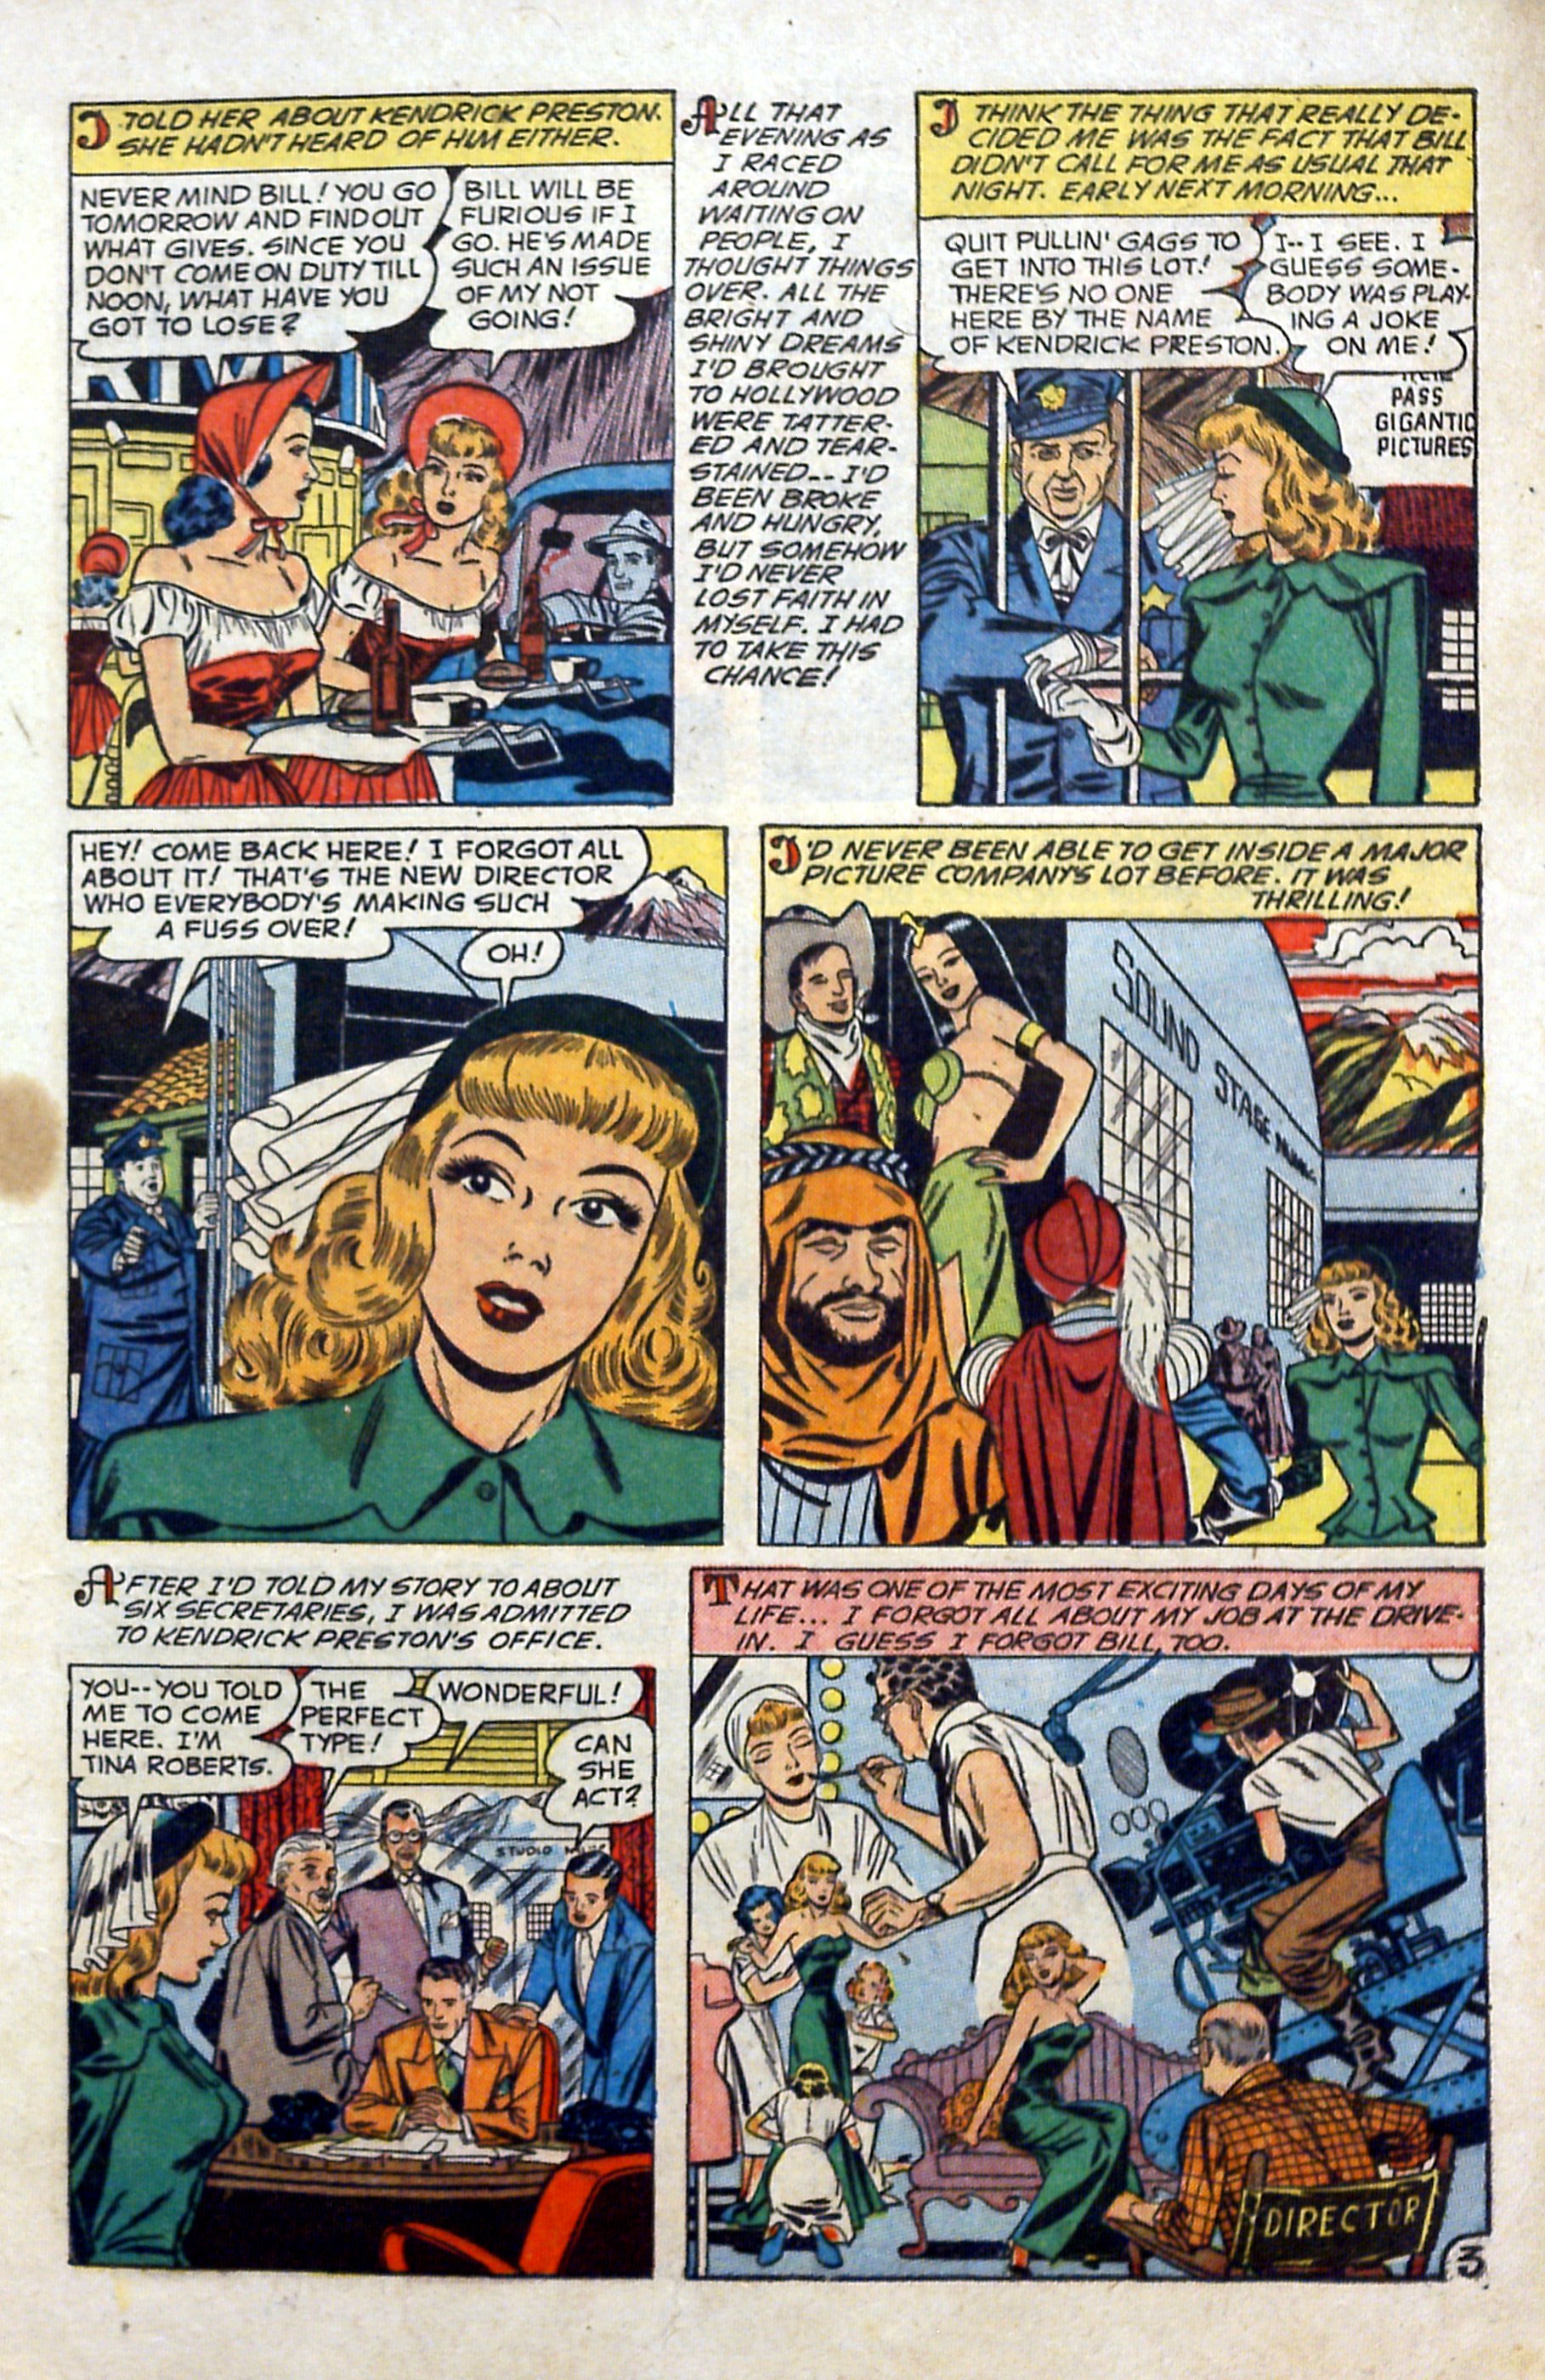 I TOLD HER ABOUT KENDRICK PRESTON.
SHE HADN'T HEARD OF HIM EITHER.
NEVER MIND BILL! YOU GO
TOMORROW AND FIND OUT
WHAT GIVES. SINCE YOU
DON'T COME ON DUTY TILL
NOON, WHAT HAVE YOU
GOT TO LOSE?
BILL WILL BE
FURIOUS IF I
GO. HE'S MADE
SUCH AN ISSUE
OF MY NOT
GOING!
ALL THAT
EVENING AS
I RACED
AROUND
WAITING ON
PEOPLE, I
THOUGHT THINGS
OVER. ALL THE
BRIGHT AND
SHINY DREAMS
I'D BROUGHT
TO HOLLYWOOD
WERE TATTER-
ED AND TEAR-
STAINED-- I'D
BEEN BROKE
AND HUNGRY,
BUT SOMEHOW
I'D NEVER
LOST FAITH IN
MYSELF. I HAD
TO TAKE THIS
CHANCE!
I THINK THE THING THAT REALLY DE-
CIDED ME WAS THE FACT THAT BILL
DIDN'T CALL FOR ME AS USUAL THAT
NIGHT. EARLY NEXT MORNING...
QUIT PULLIN' GAGS TO
GET INTO THIS LOT!
THERE'S NO ONE
HERE BY THE NAME
OF KENDRICK PRESTON.
I--I SEE. I
GUESS SOME-
BODY WAS PLAY-
ING A JOKE
ON ME!
PASS
GIGANTIC
PICTURES
HEY! COME BACK HERE! I FORGOT ALL
ABOUT IT! THAT'S THE NEW DIRECTOR
WHO EVERYBODY'S MAKING SUCH
A FUSS OVER!
OH!
I'D NEVER BEEN ABLE TO GET INSIDE A MAJOR
PICTURE COMPANY'S LOT BEFORE. IT WAS
THRILLING!
SOUND STAGE
AFTER I'D TOLD MY STORY TO ABOUT
SIX SECRETARIES, I WAS ADMITTED
TO KENDRICK PRESTON'S OFFICE.
YOU--YOU TOLD
ME TO COME
HERE. I'M
TINA ROBERTS.
THE
PERFECT
TYPE!
WONDERFUL!
CAN
SHE
ACT?
STUDIO
THAT WAS ONE OF THE MOST EXCITING DAYS OF MY
LIFE... I FORGOT ALL ABOUT MY JOB AT THE DRIVE-
IN. I GUESS I FORGOT BILL, TOO.
DIRECTOR
3